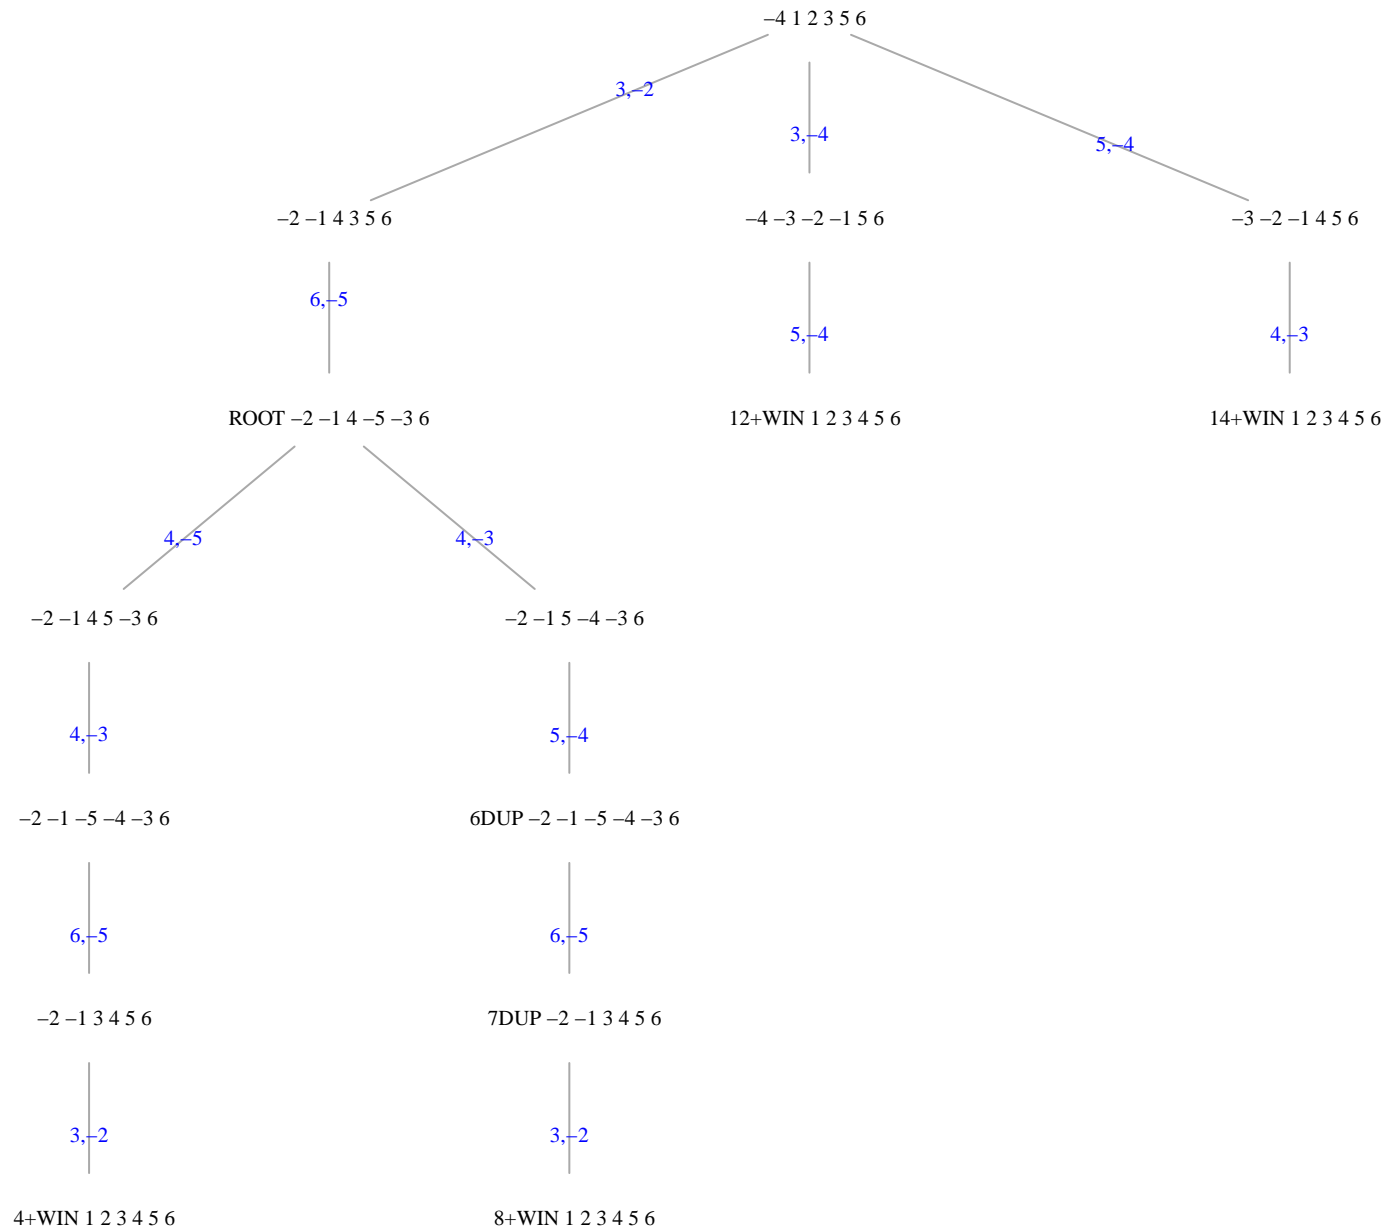 –4 1 2 3 5 6
3,–2
3,–4
5,–4
–2 –1 4 3 5 6
–4 –3 –2 –1 5 6
–3 –2 –1 4 5 6
6,–5
5,–4
4,–3
ROOT –2 –1 4 –5 –3 6
12+WIN 1 2 3 4 5 6
14+WIN 1 2 3 4 5 6
4,–5
4,–3
–2 –1 4 5 –3 6
–2 –1 5 –4 –3 6
4,–3
5,–4
–2 –1 –5 –4 –3 6
6DUP –2 –1 –5 –4 –3 6
6,–5
6,–5
–2 –1 3 4 5 6
7DUP –2 –1 3 4 5 6
3,–2
3,–2
4+WIN 1 2 3 4 5 6
8+WIN 1 2 3 4 5 6